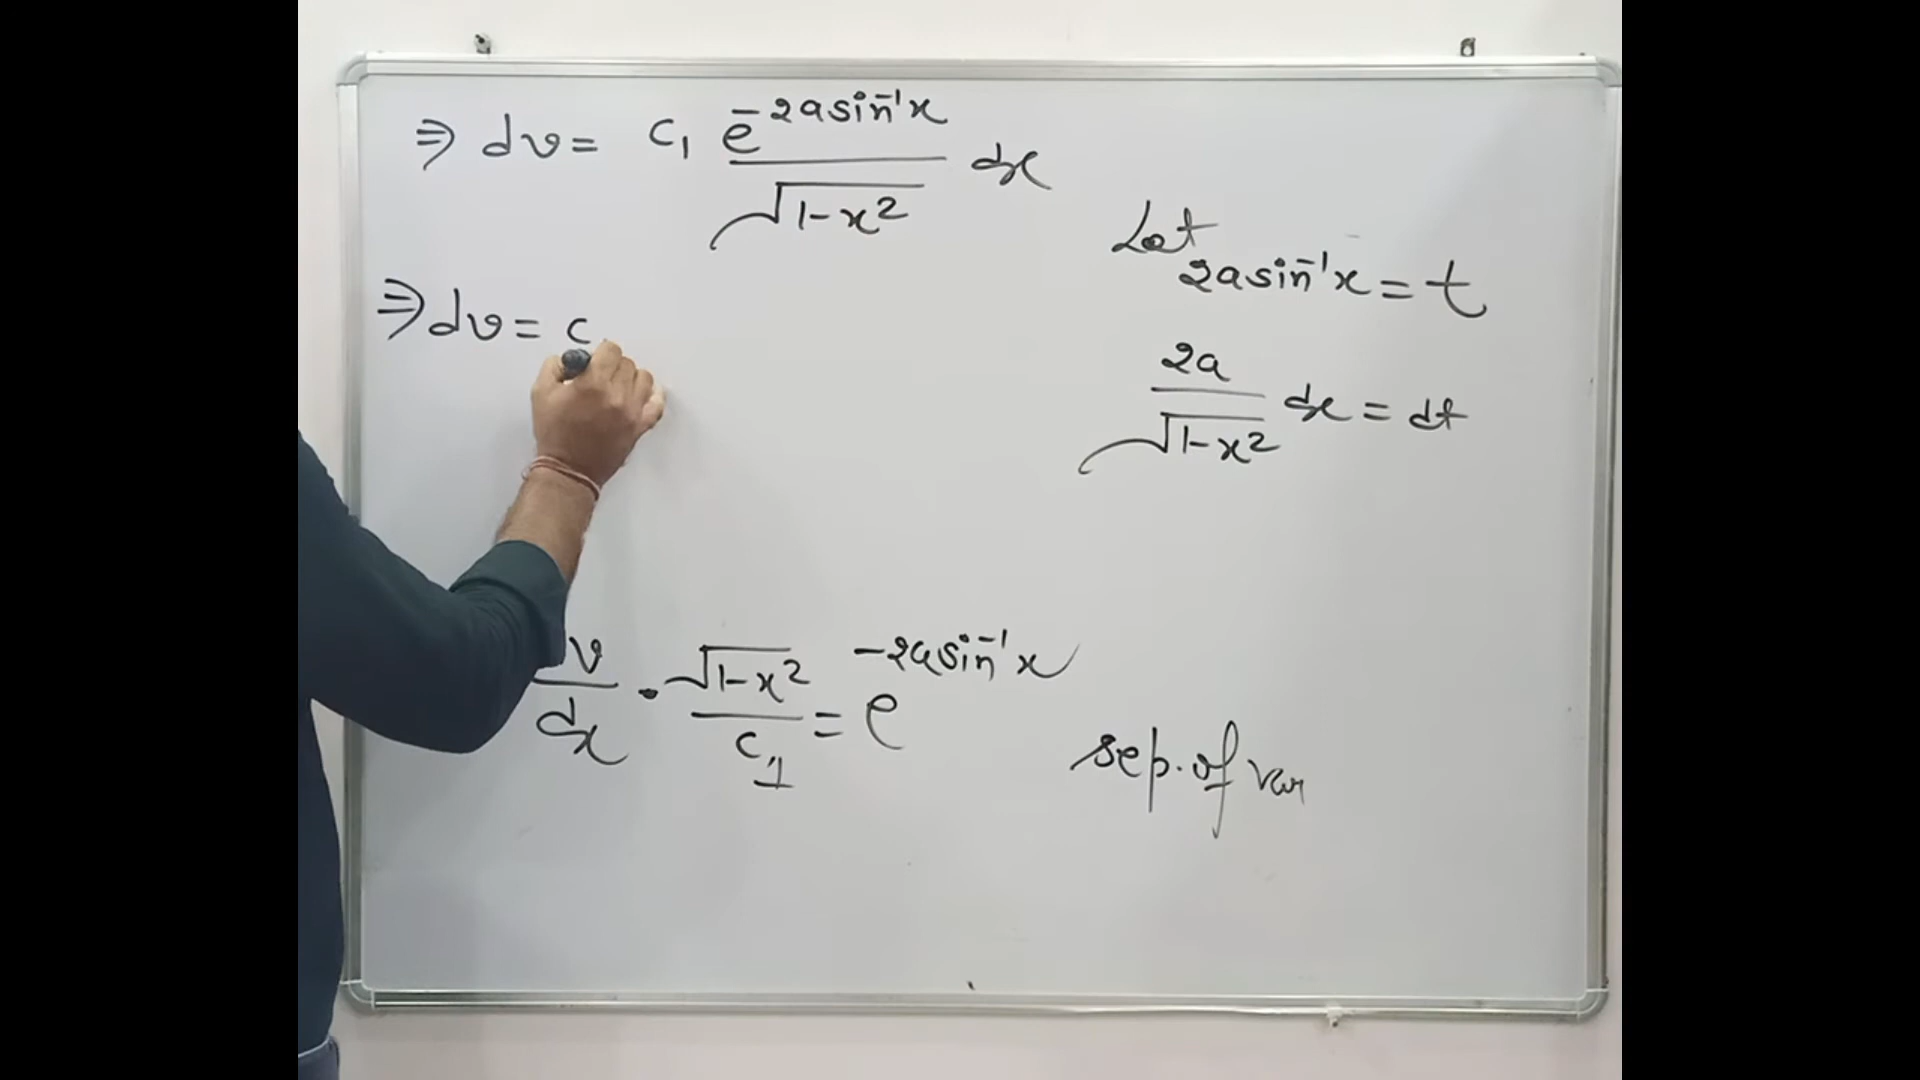 ⇒ dv = c₁ e^(-2a sin⁻¹x) / √(1-x²) dx
Let
2a sin⁻¹x = t
⇒ dv = c
2a / √(1-x²) dx = dt
v/dx · √(1-x²)/c₁ = e^(-2a sin⁻¹x)
sep. of var